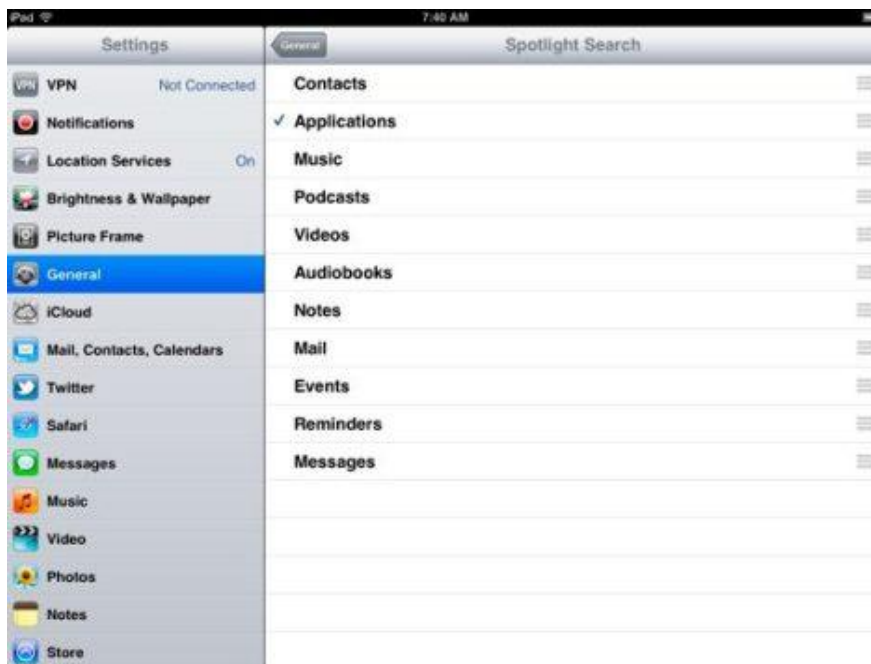 iPad 7:40 AM
Settings
VPN Not Connected
Notifications
Location Services On
Brightness & Wallpaper
Picture Frame
General
iCloud
Mail, Contacts, Calendars
Twitter
Safari
Messages
Music
Video
Photos
Notes
Store
General Spotlight Search
Contacts
✓ Applications
Music
Podcasts
Videos
Audiobooks
Notes
Mail
Events
Reminders
Messages